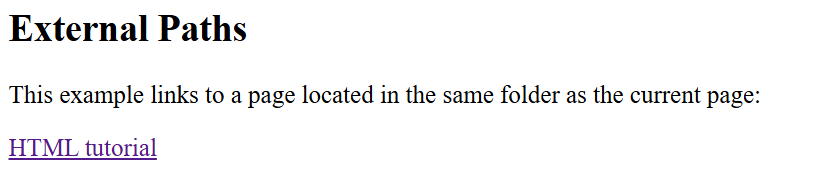 External Paths
This example links to a page located in the same folder as the current page:
HTML tutorial